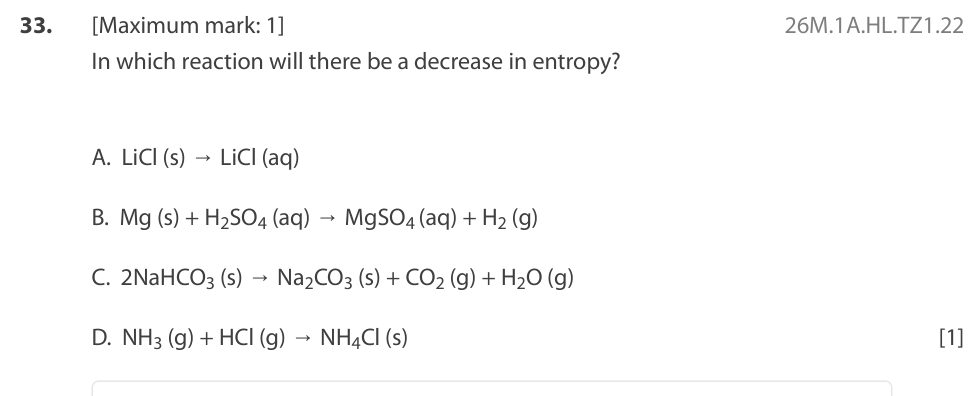 33. [Maximum mark: 1] 26M.1A.HL.TZ1.22
In which reaction will there be a decrease in entropy?
A. LiCl (s) → LiCl (aq)
B. Mg (s) + H₂SO₄ (aq) → MgSO₄ (aq) + H₂ (g)
C. 2NaHCO₃ (s) → Na₂CO₃ (s) + CO₂ (g) + H₂O (g)
D. NH₃ (g) + HCl (g) → NH₄Cl (s) [1]